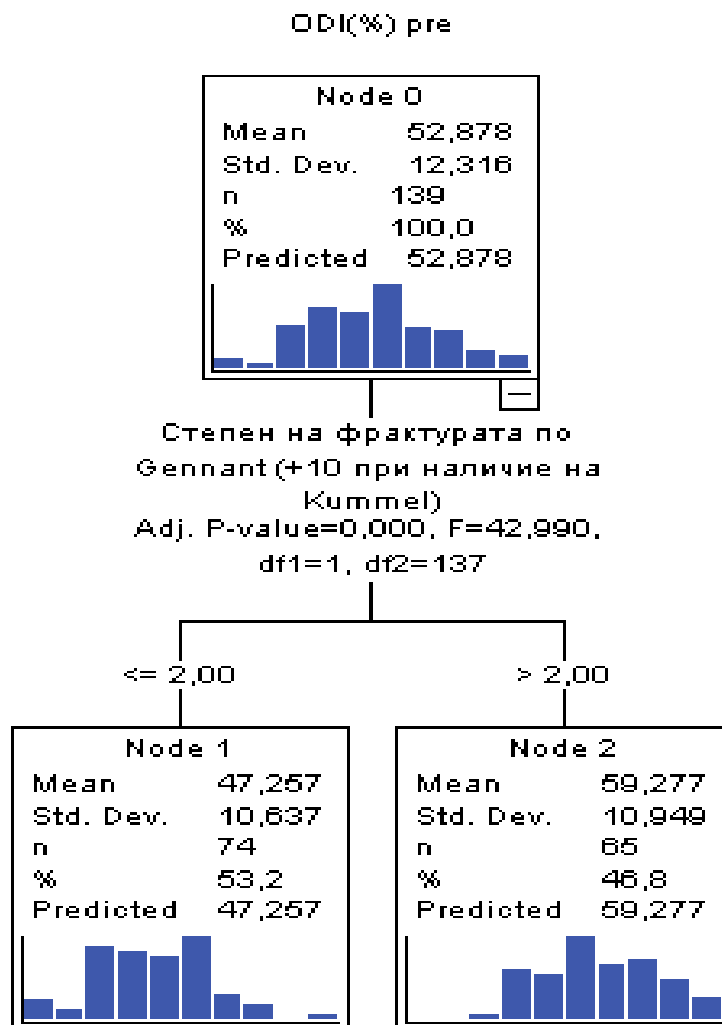 ODI(%) pre
Node 0
Mean 52,878
Std. Dev. 12,316
n 139
% 100,0
Predicted 52,878
Степен на фрактурата по
Gennant (+10 при наличие на
Kummel)
Adj. P-value=0,000, F=42,990,
df1=1, df2=137
<= 2,00
> 2,00
Node 1
Mean 47,257
Std. Dev. 10,637
n 74
% 53,2
Predicted 47,257
Node 2
Mean 59,277
Std. Dev. 10,949
n 65
% 46,8
Predicted 59,277